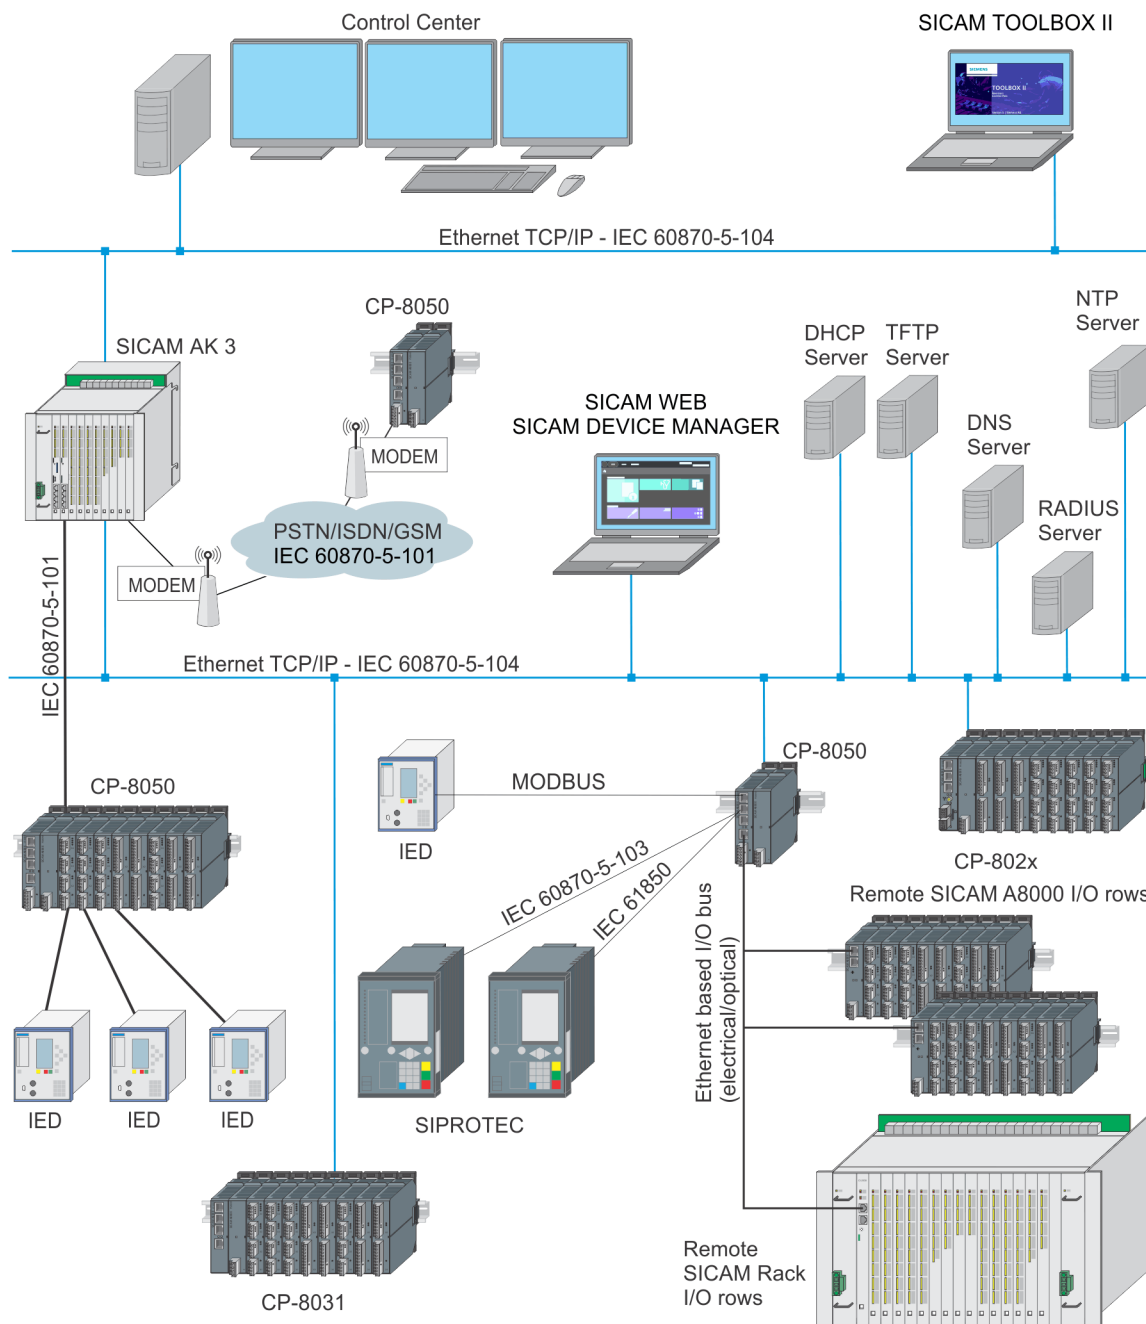 Control Center
SICAM TOOLBOX II
SIEMENS
TOOLBOX II
Ethernet TCP/IP - IEC 60870-5-104
CP-8050
NTP
Server
DHCP
Server
TFTP
Server
SICAM AK 3
SICAM WEB
SICAM DEVICE MANAGER
DNS
Server
MODEM
PSTN/ISDN/GSM
IEC 60870-5-101
RADIUS
Server
MODEM
IEC 60870-5-101
Ethernet TCP/IP - IEC 60870-5-104
CP-8050
CP-8050
MODBUS
IED
CP-802x
IEC 60870-5-103
IEC 61850
Remote SICAM A8000 I/O rows
Ethernet based I/O bus
(electrical/optical)
IED
IED
IED
SIPROTEC
Remote
SICAM Rack
I/O rows
CP-8031